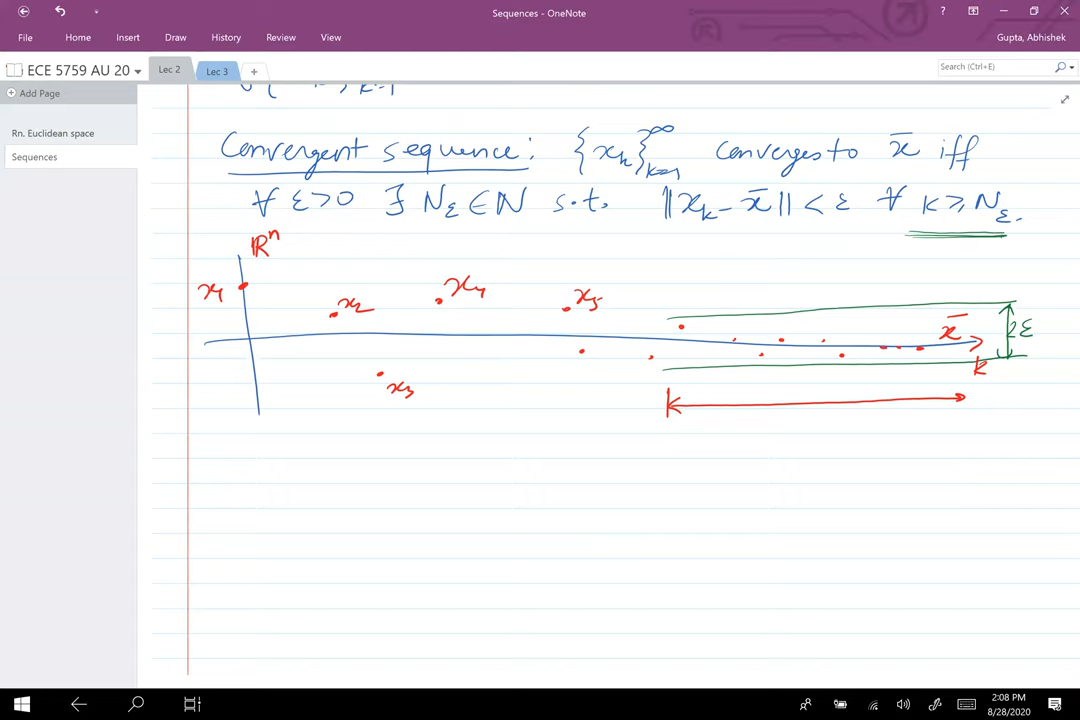 Sequences - OneNote
?
File Home Insert Draw History Review View
Gupta, Abhishek
ECE 5759 AU 20
Lec 2 Lec 3 +
Search (Ctrl+E)
Add Page
Rn. Euclidean space
Sequences
Convergent sequence: {x_k}_{k=1}^∞ converges to x̄ iff
∀ ε>0 ∃ N_ε ∈ ℕ s.t. ‖x_k - x̄‖ < ε ∀ k ≥ N_ε.
ℝ^n
x_1 x_2 x_4 x_5
x̄ 2ε
x_3 k
2:08 PM
8/28/2020